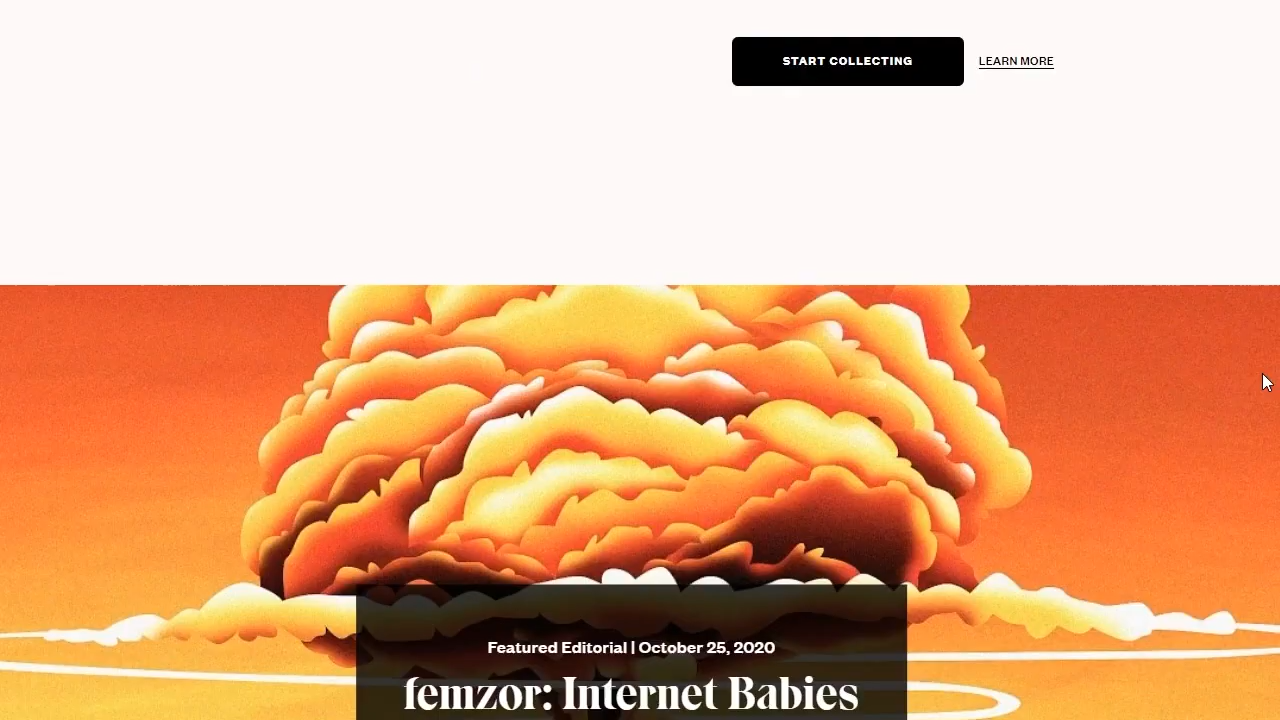 START COLLECTING
LEARN MORE
Featured Editorial | October 25, 2020
femzor: Internet Babies